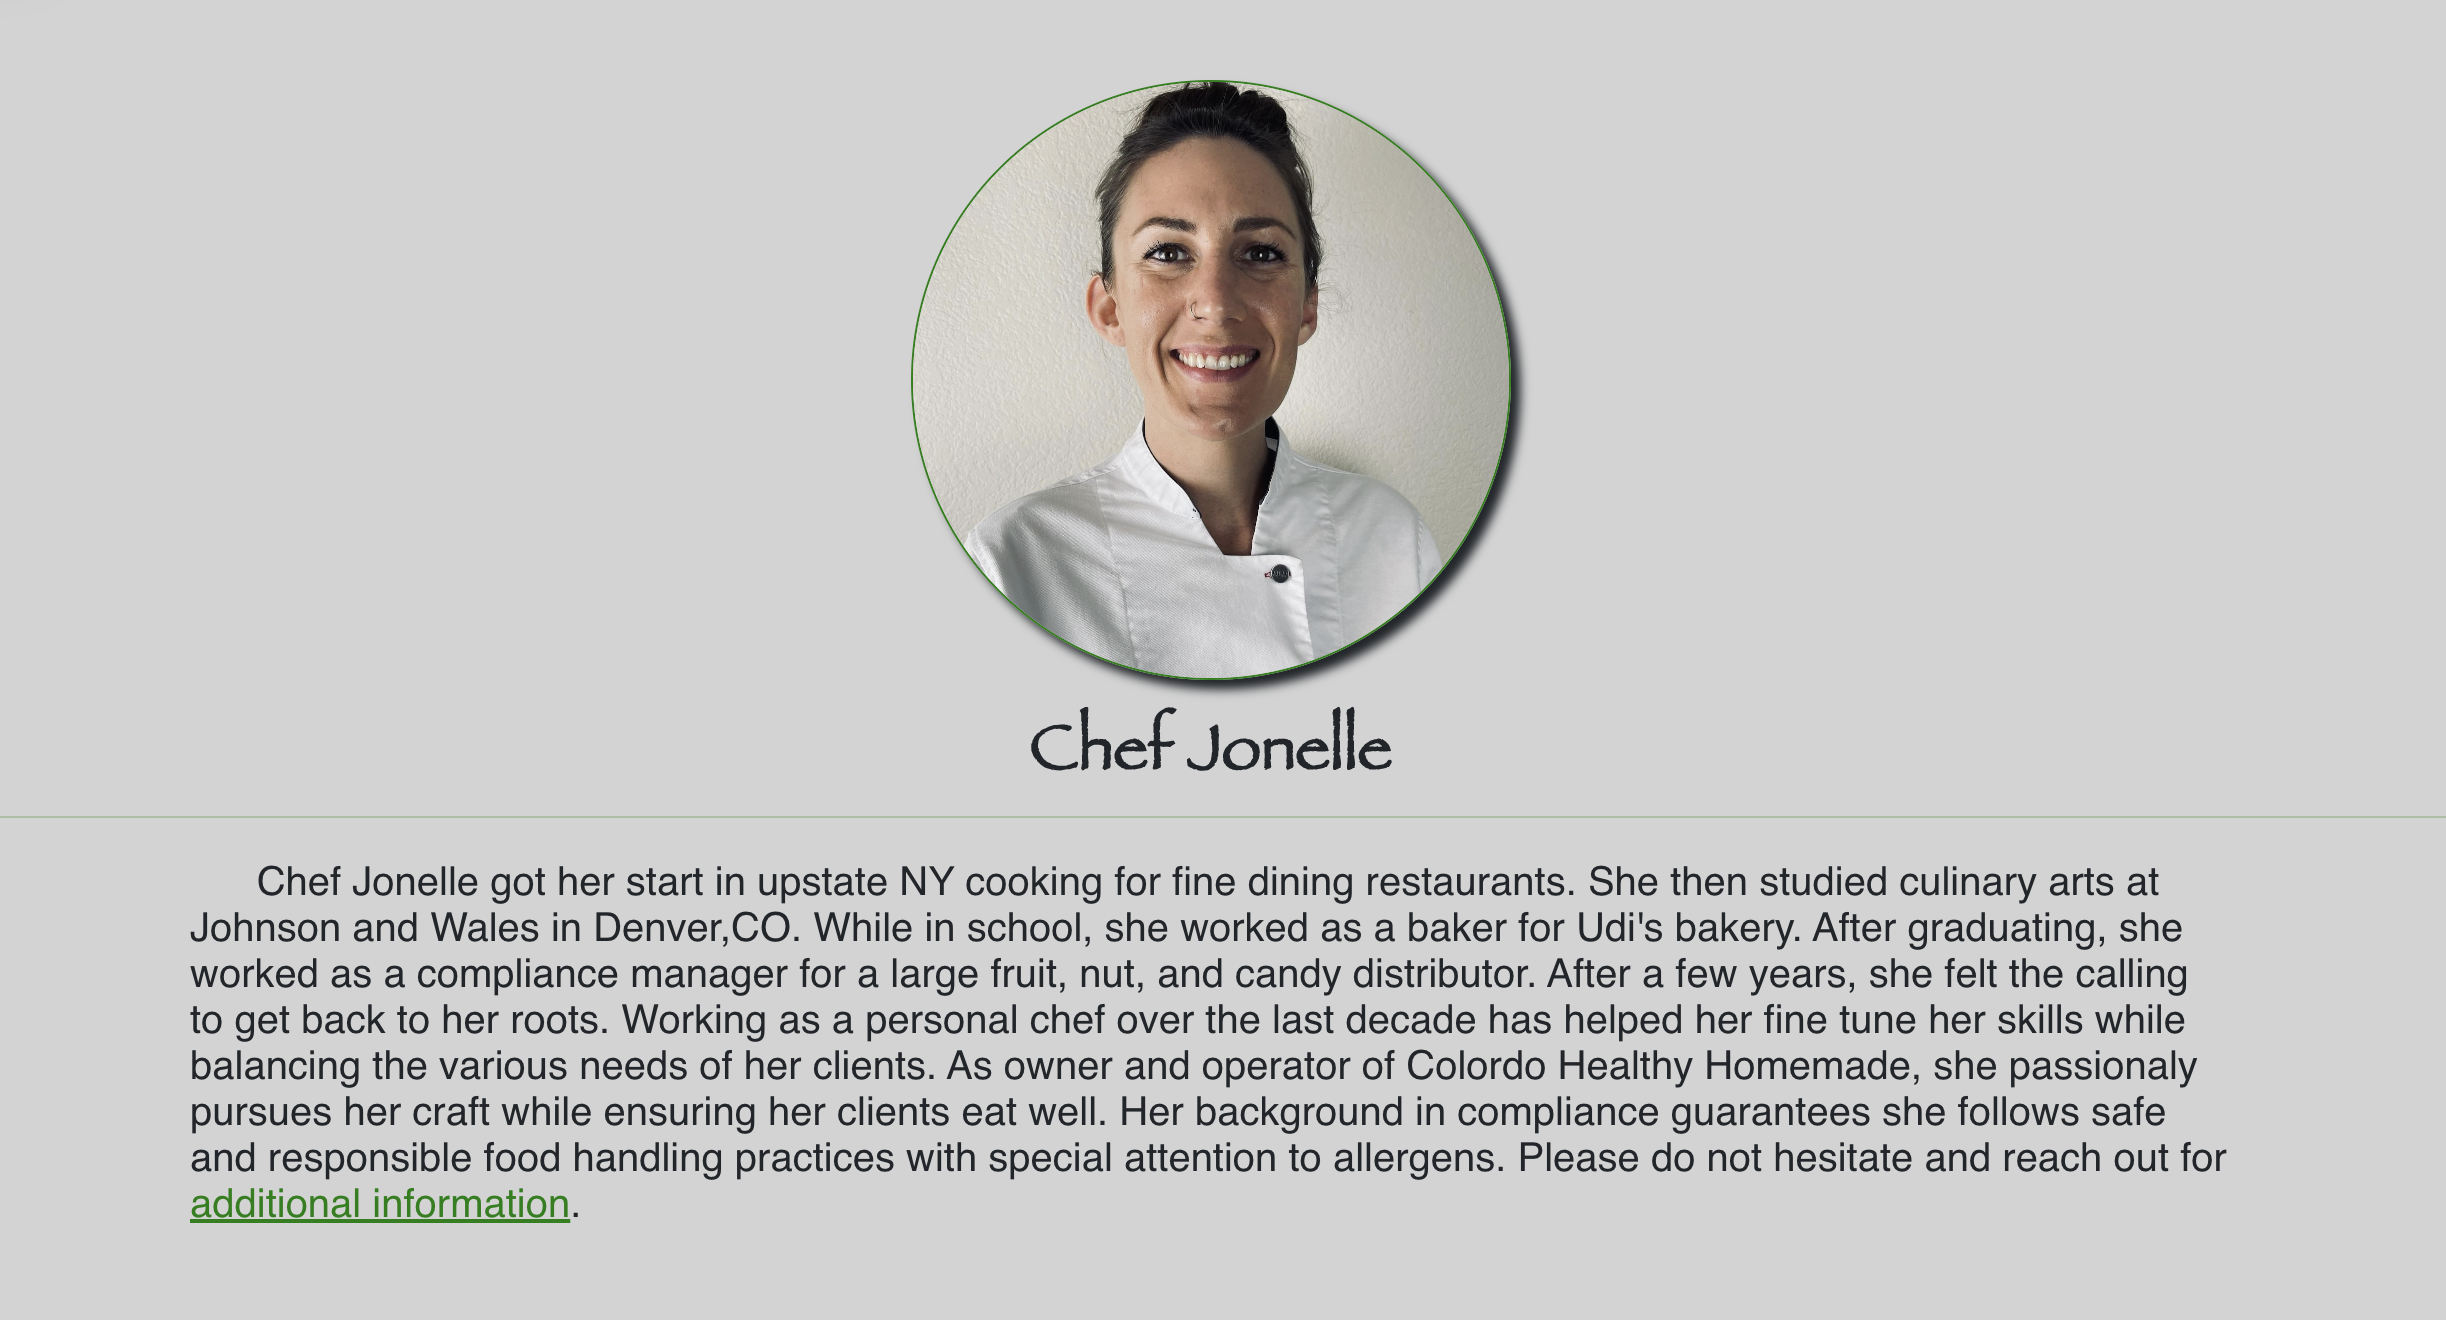 Chef Jonelle
Chef Jonelle got her start in upstate NY cooking for fine dining restaurants. She then studied culinary arts at
Johnson and Wales in Denver,CO. While in school, she worked as a baker for Udi's bakery. After graduating, she
worked as a compliance manager for a large fruit, nut, and candy distributor. After a few years, she felt the calling
to get back to her roots. Working as a personal chef over the last decade has helped her fine tune her skills while
balancing the various needs of her clients. As owner and operator of Colordo Healthy Homemade, she passionaly
pursues her craft while ensuring her clients eat well. Her background in compliance guarantees she follows safe
and responsible food handling practices with special attention to allergens. Please do not hesitate and reach out for
additional information.